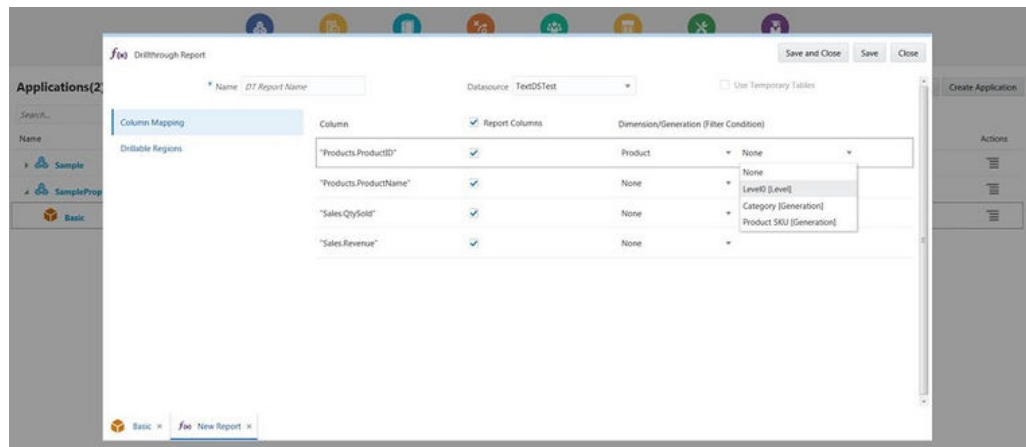 f(x) Drillthrough Report
Save and Close Save Close
Applications(2)
* Name DT Report Name Datasource TextDSTest Use Temporary Tables
Create Application
Search...
Column Mapping
Column Report Columns Dimension/Generation (Filter Condition)
Name
Actions
Drillable Regions
"Products.ProductID" Product None
Sample
None
"Products.ProductName" None
Level0 [Level]
SampleProp
Category [Generation]
Basic
"Sales.QtySold" None
Product SKU [Generation]
"Sales.Revenue" None
Basic × f(x) New Report ×